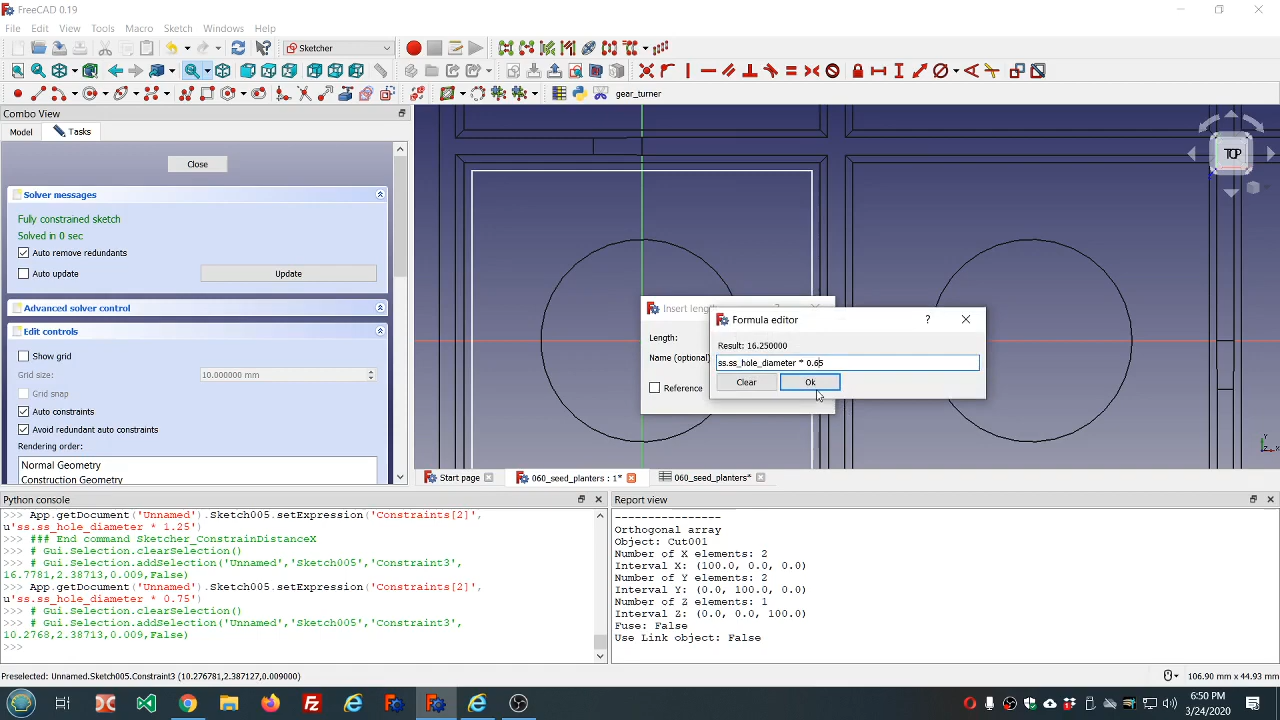 FreeCAD 0.19
File Edit View Tools Macro Sketch Windows Help
Sketcher
gear_turner
Combo View
Model Tasks
Close
Solver messages
Fully constrained sketch
Solved in 0 sec
Auto remove redundants
Auto update Update
Advanced solver control
Edit controls
Show grid
Grid size: 10.000000 mm
Grid snap
Auto constraints
Avoid redundant auto constraints
Rendering order:
Normal Geometry
Construction Geometry
TOP
Insert leng
Length:
Name (optional)
Reference
Formula editor
?
Result: 16.250000
ss.ss_hole_diameter * 0.65
Clear Ok
Start page 060_seed_planters : 1* 060_seed_planters*
Python console
>>> App.getDocument('Unnamed').Sketch005.setExpression('Constraints[2]',
u'ss.ss_hole_diameter * 1.25')
>>> ### End command Sketcher_ConstrainDistanceX
>>> # Gui.Selection.clearSelection()
>>> # Gui.Selection.addSelection('Unnamed','Sketch005','Constraint3',
16.7781,2.38713,0.009,False)
>>> App.getDocument('Unnamed').Sketch005.setExpression('Constraints[2]',
u'ss.ss_hole_diameter * 0.75')
>>> # Gui.Selection.clearSelection()
>>> # Gui.Selection.addSelection('Unnamed','Sketch005','Constraint3',
10.2768,2.38713,0.009,False)
>>>
Report view
----------------
Orthogonal array
Object: Cut001
Number of X elements: 2
Interval X: (100.0, 0.0, 0.0)
Number of Y elements: 2
Interval Y: (0.0, 100.0, 0.0)
Number of Z elements: 1
Interval Z: (0.0, 0.0, 100.0)
Fuse: False
Use Link object: False
Preselected: Unnamed.Sketch005.Constraint3 (10.276781,2.387127,0.009000)
106.90 mm x 44.93 mm
6:50 PM
3/24/2020